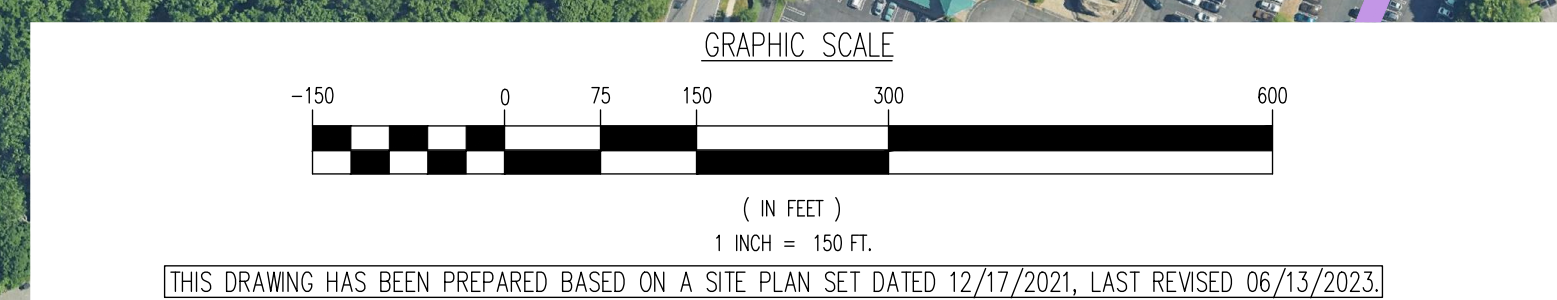 GRAPHIC SCALE
-150 0 75 150 300 600
( IN FEET )
1 INCH = 150 FT.
THIS DRAWING HAS BEEN PREPARED BASED ON A SITE PLAN SET DATED 12/17/2021, LAST REVISED 06/13/2023.